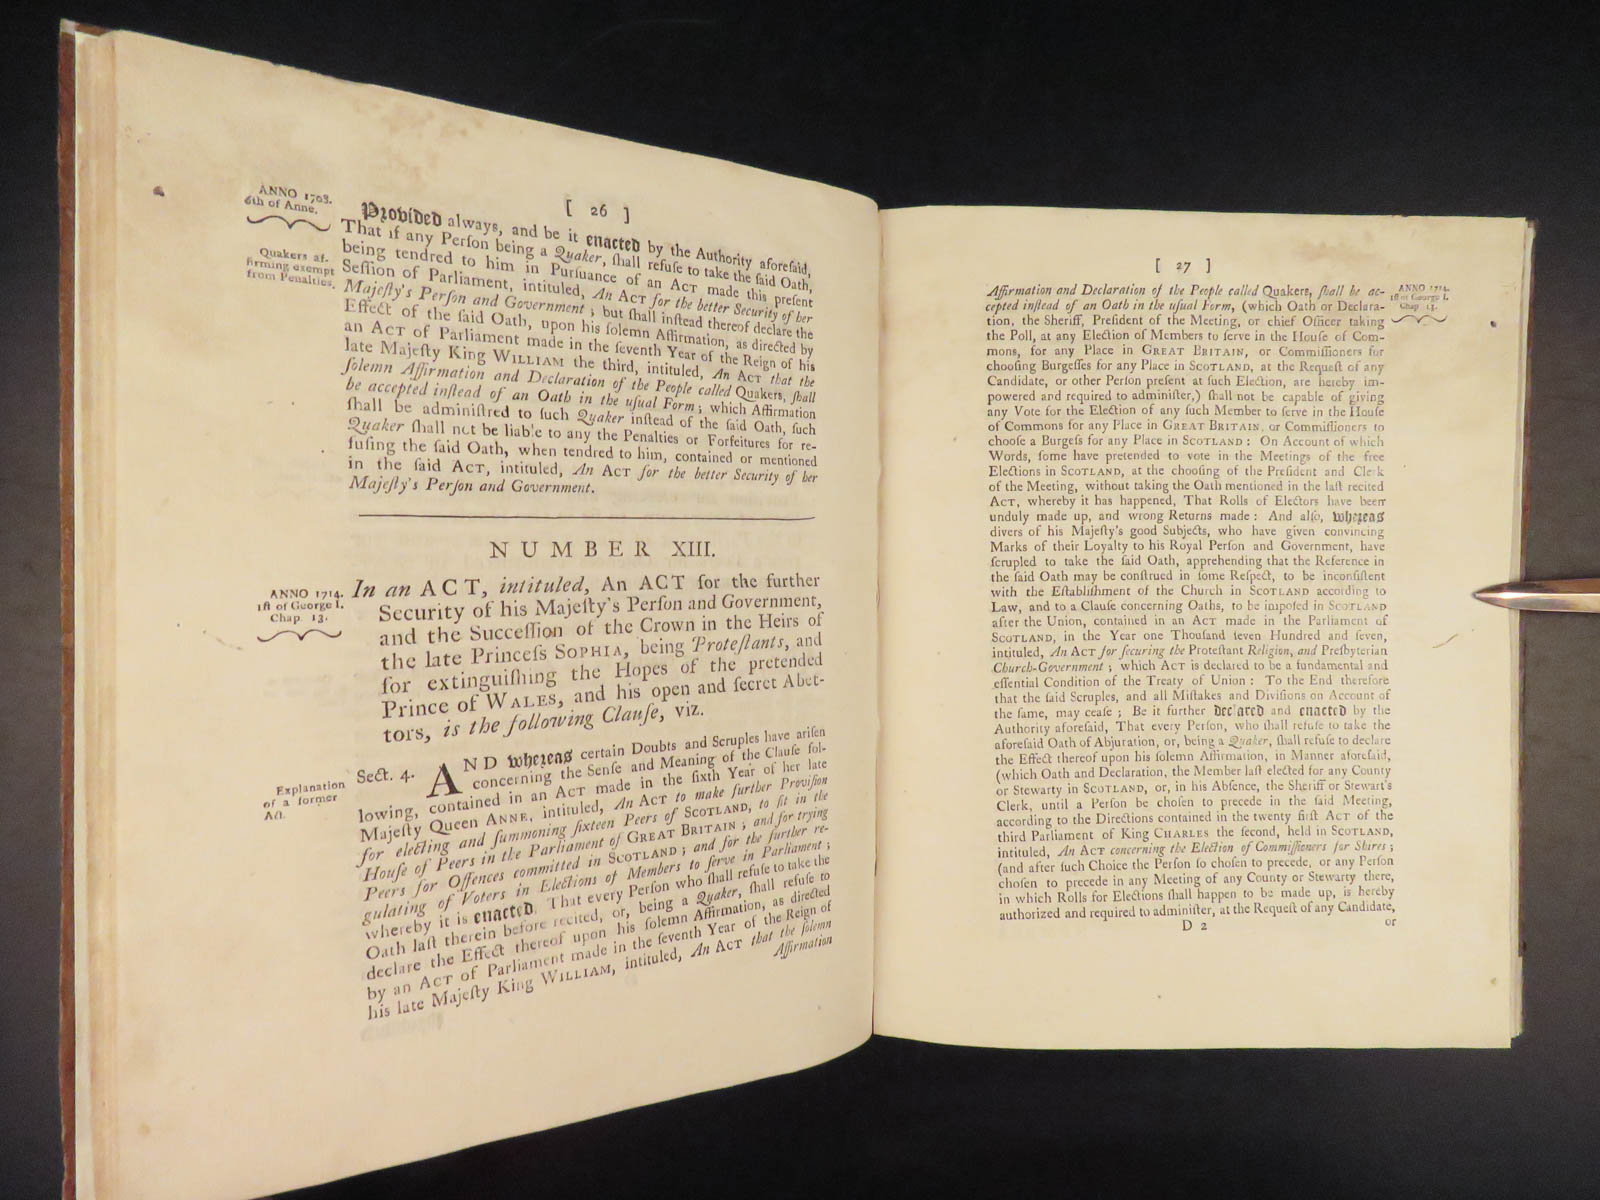 [ 26 ]
ANNO 1708.
6th of Anne.
Quakers af-
firming exempt
from Penalties.
Provided always, and be it enacted by the Authority aforeſaid,
That if any Perſon being a Quaker, ſhall refuſe to take the ſaid Oath,
being tendred to him in Purſuance of an Act made this preſent
Seſſion of Parliament, intituled, An Act for the better Security of her
Majeſty's Perſon and Government; but ſhall inſtead thereof declare the
Effect of the ſaid Oath, upon his ſolemn Affirmation, as directed by
an Act of Parliament made in the ſeventh Year of the Reign of his
late Majeſty King William the third, intituled, An Act that the
ſolemn Affirmation and Declaration of the People called Quakers, ſhall
be accepted inſtead of an Oath in the uſual Form; which Affirmation
ſhall be adminiſtred to ſuch Quaker inſtead of the ſaid Oath, ſuch
Quaker ſhall not be liable to any the Penalties or Forfeitures for re-
fuſing the ſaid Oath, when tendred to him, contained or mentioned
in the ſaid Act, intituled, An Act for the better Security of her
Majeſty's Perſon and Government.
NUMBER XIII.
ANNO 1714.
1ſt of George I.
Chap. 13.
In an ACT, intituled, An ACT for the further
Security of his Majeſty's Perſon and Government,
and the Succeſſion of the Crown in the Heirs of
the late Princeſs Sophia, being Proteſtants, and
for extinguiſhing the Hopes of the pretended
Prince of Wales, and his open and ſecret Abet-
tors, is the following Clauſe, viz.
Explanation
of a former
Act.
Sect. 4. AND whereas certain Doubts and Scruples have ariſen
concerning the Senſe and Meaning of the Clauſe fol-
lowing, contained in an Act made in the ſixth Year of her late
Majeſty Queen Anne, intituled, An Act to make further Proviſion
for electing and ſummoning ſixteen Peers of Scotland, to ſit in the
Houſe of Peers in the Parliament of Great Britain; and for trying
Peers for Offences committed in Scotland; and for the further re-
gulating of Voters in Elections of Members to ſerve in Parliament;
whereby it is enacted, That every Perſon who ſhall refuſe to take the
Oath laſt therein before recited, or, being a Quaker, ſhall refuſe to
declare the Effect thereof upon his ſolemn Affirmation, as directed
by an Act of Parliament made in the ſeventh Year of the Reign of
his late Majeſty King William, intituled, An Act that the ſolemn
Affirmation
[ 27 ]
ANNO 1714.
1ſt of George I.
Chap. 13.
Affirmation and Declaration of the People called Quakers, ſhall be ac-
cepted inſtead of an Oath in the uſual Form, (which Oath or Declara-
tion, the Sheriff, Preſident of the Meeting, or chief Officer taking
the Poll, at any Election of Members to ſerve in the Houſe of Com-
mons, for any Place in Great Britain, or Commiſſioners for
chooſing Burgeſſes for any Place in Scotland, at the Requeſt of any
Candidate, or other Perſon preſent at ſuch Election, are hereby im-
powered and required to adminiſter,) ſhall not be capable of giving
any Vote for the Election of any ſuch Member to ſerve in the Houſe
of Commons for any Place in Great Britain, or Commiſſioners to
chooſe a Burgeſs for any Place in Scotland: On Account of which
Words, ſome have pretended to vote in the Meetings of the free
Elections in Scotland, at the chooſing of the Preſident and Clerk
of the Meeting, without taking the Oath mentioned in the laſt recited
Act, whereby it has happened, That Rolls of Electors have been
unduly made up, and wrong Returns made: And alſo, whereas
divers of his Majeſty's good Subjects, who have given convincing
Marks of their Loyalty to his Royal Perſon and Government, have
ſcrupled to take the ſaid Oath, apprehending that the Reference in
the ſaid Oath may be conſtrued in ſome Reſpect, to be inconſiſtent
with the Eſtabliſhment of the Church in Scotland according to
Law, and to a Clauſe concerning Oaths, to be impoſed in Scotland
after the Union, contained in an Act made in the Parliament of
Scotland, in the Year one Thouſand ſeven Hundred and ſeven,
intituled, An Act for ſecuring the Proteſtant Religion, and Preſbyterian
Church-Government; which Act is declared to be a fundamental and
eſſential Condition of the Treaty of Union: To the End therefore
that the ſaid Scruples, and all Miſtakes and Diviſions on Account of
the ſame, may ceaſe; Be it further declared and enacted by the
Authority aforeſaid, That every Perſon, who ſhall refuſe to take the
aforeſaid Oath of Abjuration, or, being a Quaker, ſhall refuſe to declare
the Effect thereof upon his ſolemn Affirmation, in Manner aforeſaid,
(which Oath and Declaration, the Member laſt elected for any County
or Stewarty in Scotland, or, in his Abſence, the Sheriff or Stewart's
Clerk, until a Perſon be choſen to precede in the ſaid Meeting,
according to the Directions contained in the twenty firſt Act of the
third Parliament of King Charles the ſecond, held in Scotland,
intituled, An Act concerning the Election of Commiſſioners for Shires;
(and after ſuch Choice the Perſon ſo choſen to precede, or any Perſon
choſen to precede in any Meeting of any County or Stewarty there,
in which Rolls for Elections ſhall happen to be made up, is hereby
authorized and required to adminiſter, at the Requeſt of any Candidate,
D 2
or